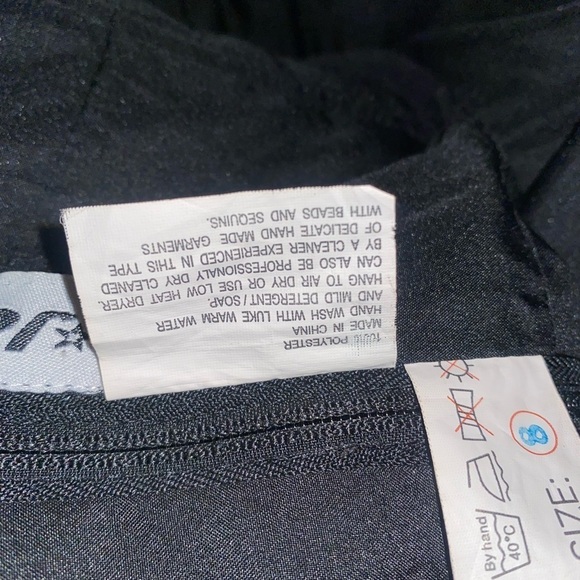 100% POLYESTER
MADE IN CHINA
HAND WASH WITH LUKE WARM WATER
AND MILD DETERGENT / SOAP.
HANG TO AIR DRY OR USE LOW HEAT DRYER.
CAN ALSO BE PROFESSIONALLY DRY CLEANED
BY A CLEANER EXPERIENCED IN THIS TYPE
OF DELICATE HAND MADE GARMENTS
WITH BEADS AND SEQUINS.
By hand
40°C
SIZE:
8